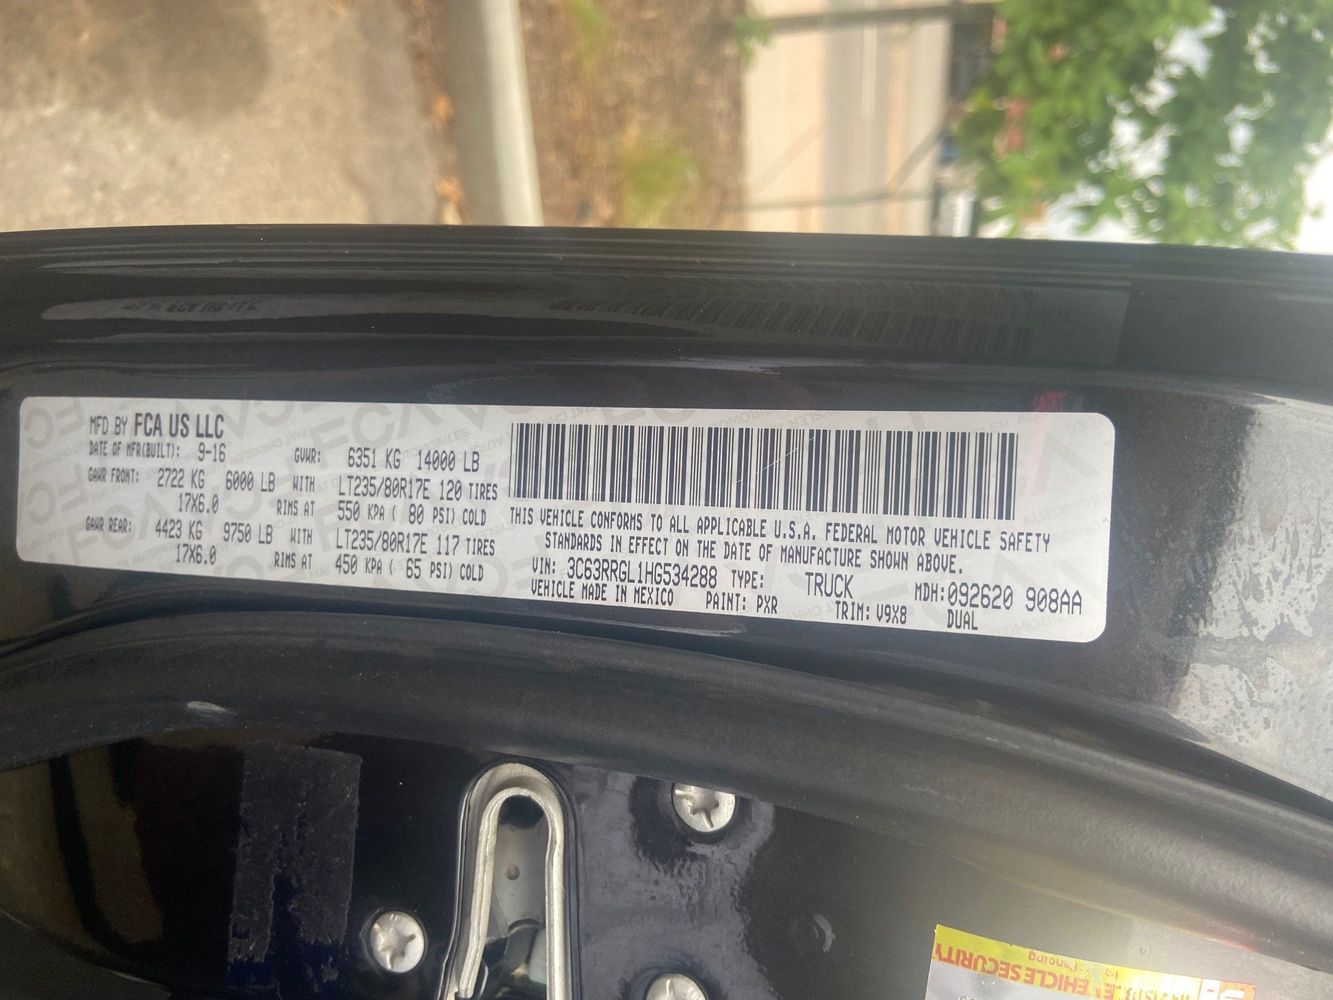 MFD BY FCA US LLC
DATE OF MFR(BUILT): 9-16 GVWR: 6351 KG 14000 LB
GAWR FRONT: 2722 KG 6000 LB WITH LT235/80R17E 120 TIRES
17X6.0 RIMS AT 550 KPA ( 80 PSI) COLD
GAWR REAR: 4423 KG 9750 LB WITH LT235/80R17E 117 TIRES
17X6.0 RIMS AT 450 KPA ( 65 PSI) COLD
THIS VEHICLE CONFORMS TO ALL APPLICABLE U.S.A. FEDERAL MOTOR VEHICLE SAFETY
STANDARDS IN EFFECT ON THE DATE OF MANUFACTURE SHOWN ABOVE.
VIN: 3C63RRGL1HG534288 TYPE: TRUCK MDH:092620 908AA
VEHICLE MADE IN MEXICO PAINT: PXR TRIM: V9X8 DUAL
VEHICLE SECURITY